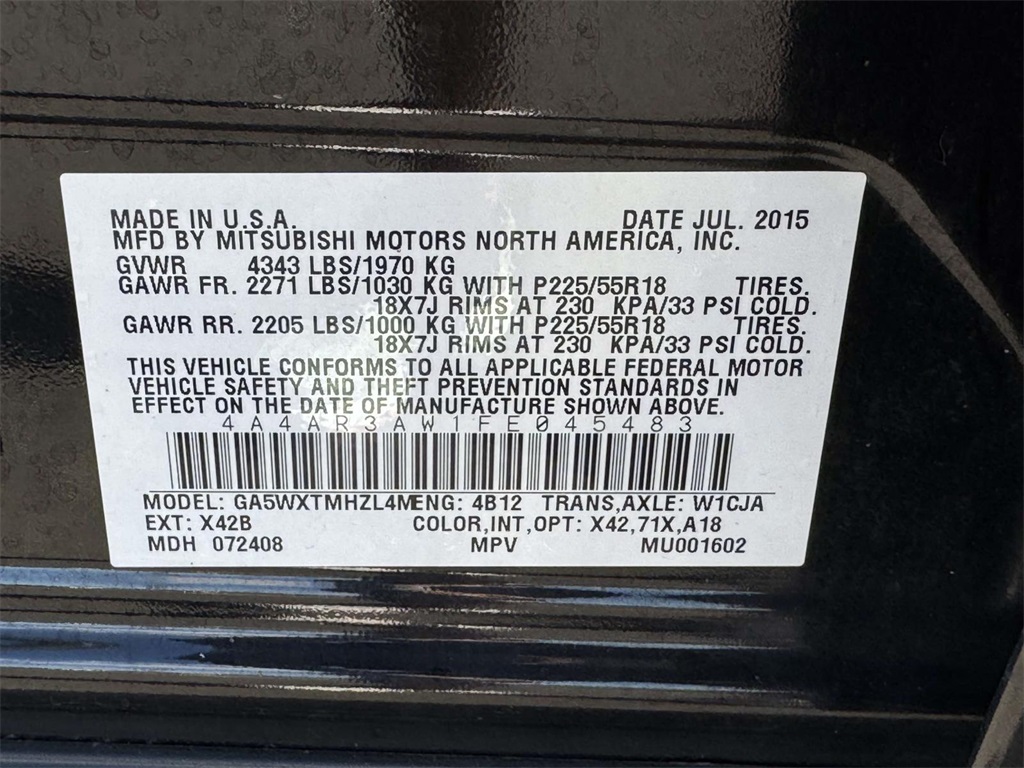 MADE IN U.S.A. DATE JUL. 2015
MFD BY MITSUBISHI MOTORS NORTH AMERICA, INC.
GVWR 4343 LBS/1970 KG
GAWR FR. 2271 LBS/1030 KG WITH P225/55R18 TIRES.
18X7J RIMS AT 230 KPA/33 PSI COLD.
GAWR RR. 2205 LBS/1000 KG WITH P225/55R18 TIRES.
18X7J RIMS AT 230 KPA/33 PSI COLD.
THIS VEHICLE CONFORMS TO ALL APPLICABLE FEDERAL MOTOR
VEHICLE SAFETY AND THEFT PREVENTION STANDARDS IN
EFFECT ON THE DATE OF MANUFACTURE SHOWN ABOVE.
4A4AR3AW1FE045483
MODEL: GA5WXTMHZL4M ENG: 4B12 TRANS,AXLE: W1CJA
EXT: X42B COLOR,INT,OPT: X42,71X,A18
MDH 072408 MPV MU001602